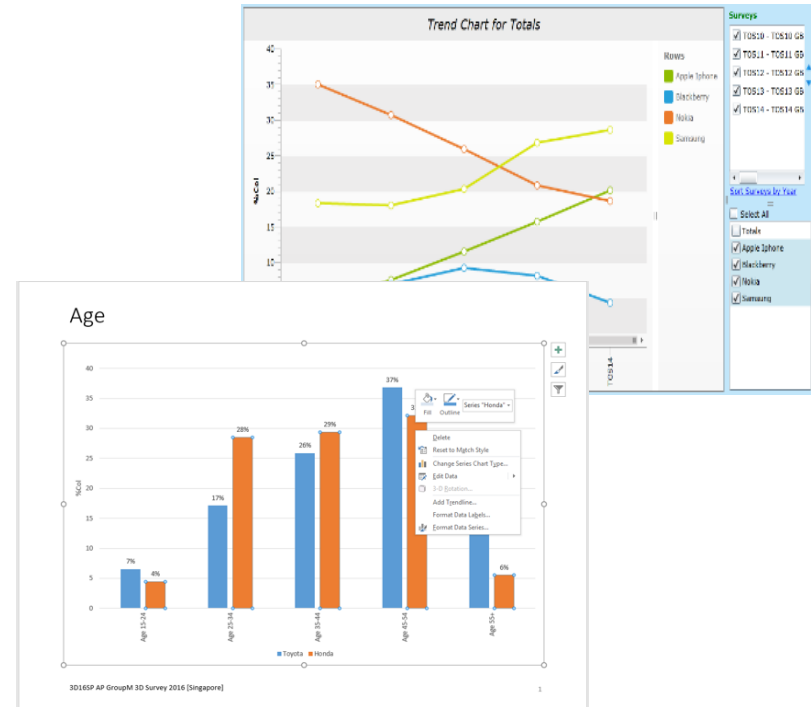 Trend Chart for Totals
40
35
30
25
20
15
10
%Col
TOS14
Rows
Apple Iphone
Blackberry
Nokia
Samsung
Surveys
TOS10 - TOS10 GB
TOS11 - TOS11 GB
TOS12 - TOS12 GB
TOS13 - TOS13 GB
TOS14 - TOS14 GB
Sort Surveys by Year
Select All
Totals
Apple Iphone
Blackberry
Nokia
Samsung
Age
40
35
30
25
20
15
10
5
0
%Col
7%
4%
17%
28%
26%
29%
37%
6%
Age 15-24
Age 25-34
Age 35-44
Age 45-54
Age 55+
Toyota
Honda
Fill
Outline
Series "Honda"
Delete
Reset to Match Style
Change Series Chart Type...
Edit Data
3-D Rotation...
Add Trendline...
Format Data Labels...
Format Data Series...
3D16SP AP GroupM 3D Survey 2016 [Singapore]
1